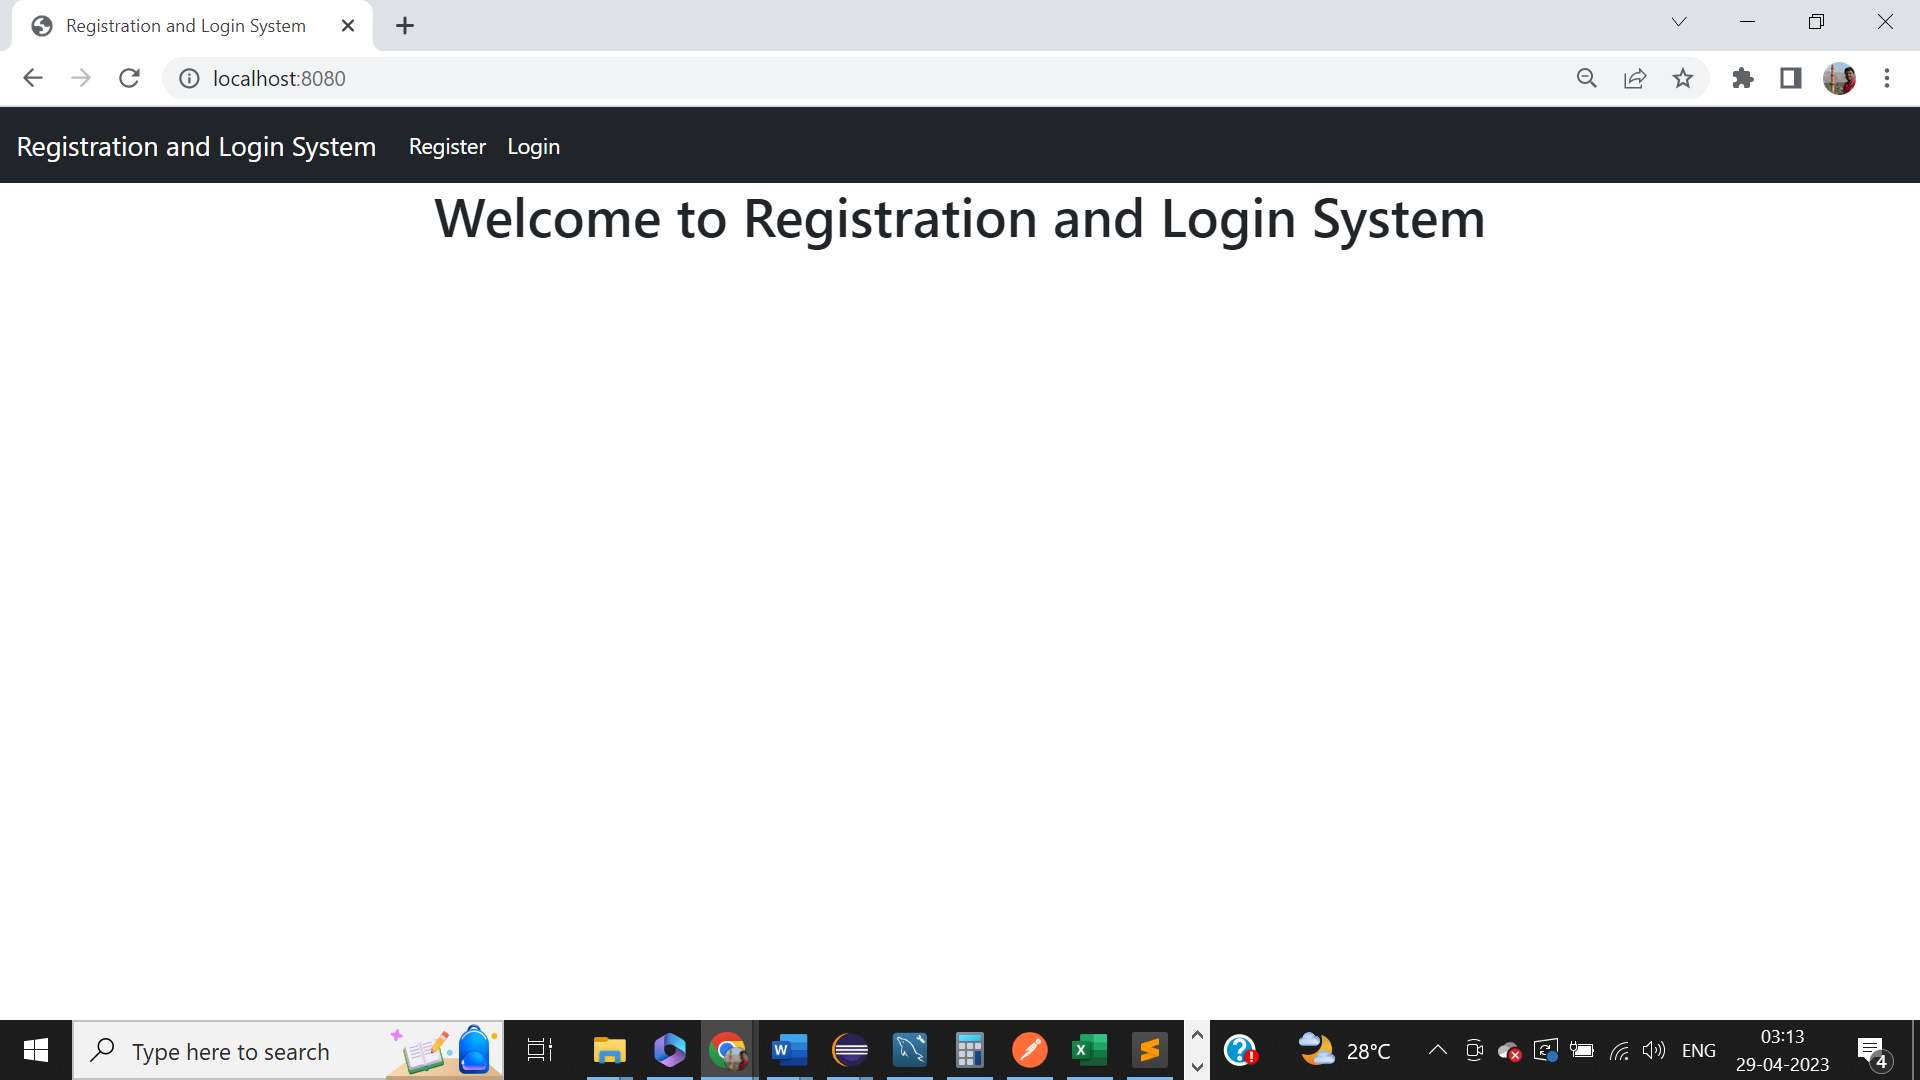 Registration and Login System
localhost:8080
Registration and Login System Register Login
Welcome to Registration and Login System
Type here to search
28°C
ENG
03:13
29-04-2023
4